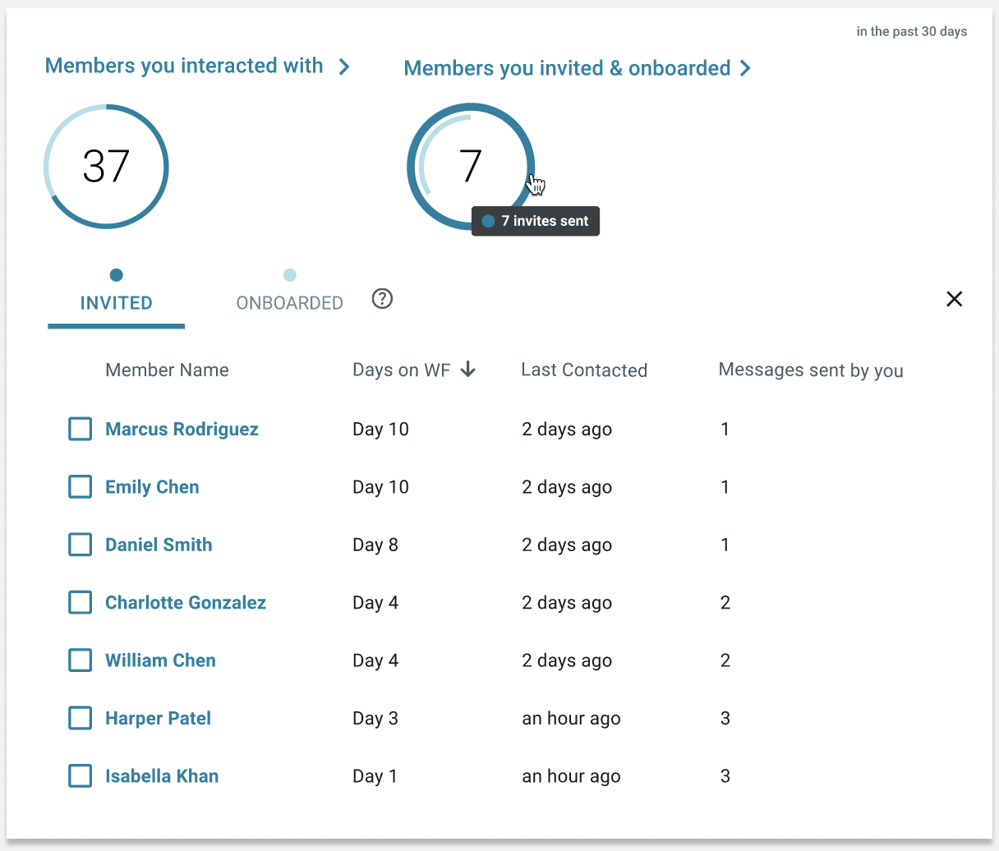 in the past 30 days
Members you interacted with
Members you invited & onboarded
37
7
7 invites sent
INVITED
ONBOARDED
?
Member Name Days on WF Last Contacted Messages sent by you
Marcus Rodriguez Day 10 2 days ago 1
Emily Chen Day 10 2 days ago 1
Daniel Smith Day 8 2 days ago 1
Charlotte Gonzalez Day 4 2 days ago 2
William Chen Day 4 2 days ago 2
Harper Patel Day 3 an hour ago 3
Isabella Khan Day 1 an hour ago 3